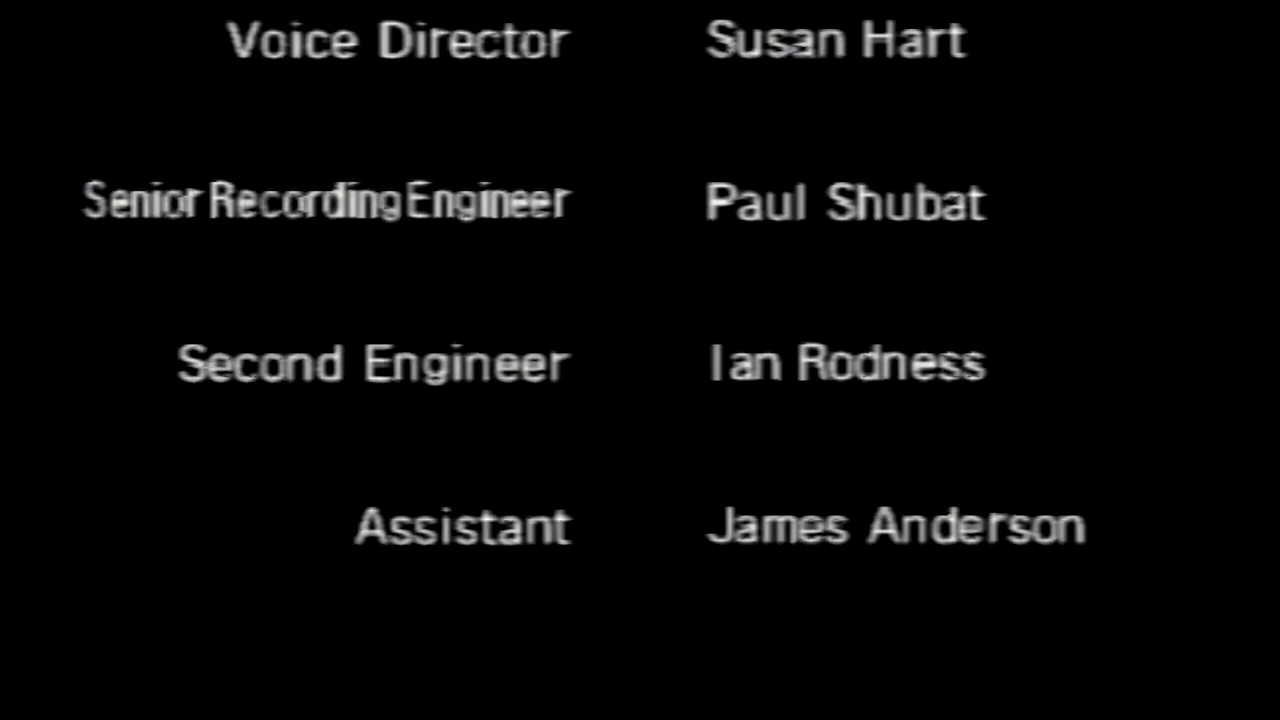 Voice Director Susan Hart
Senior Recording Engineer Paul Shubat
Second Engineer Ian Rodness
Assistant James Anderson